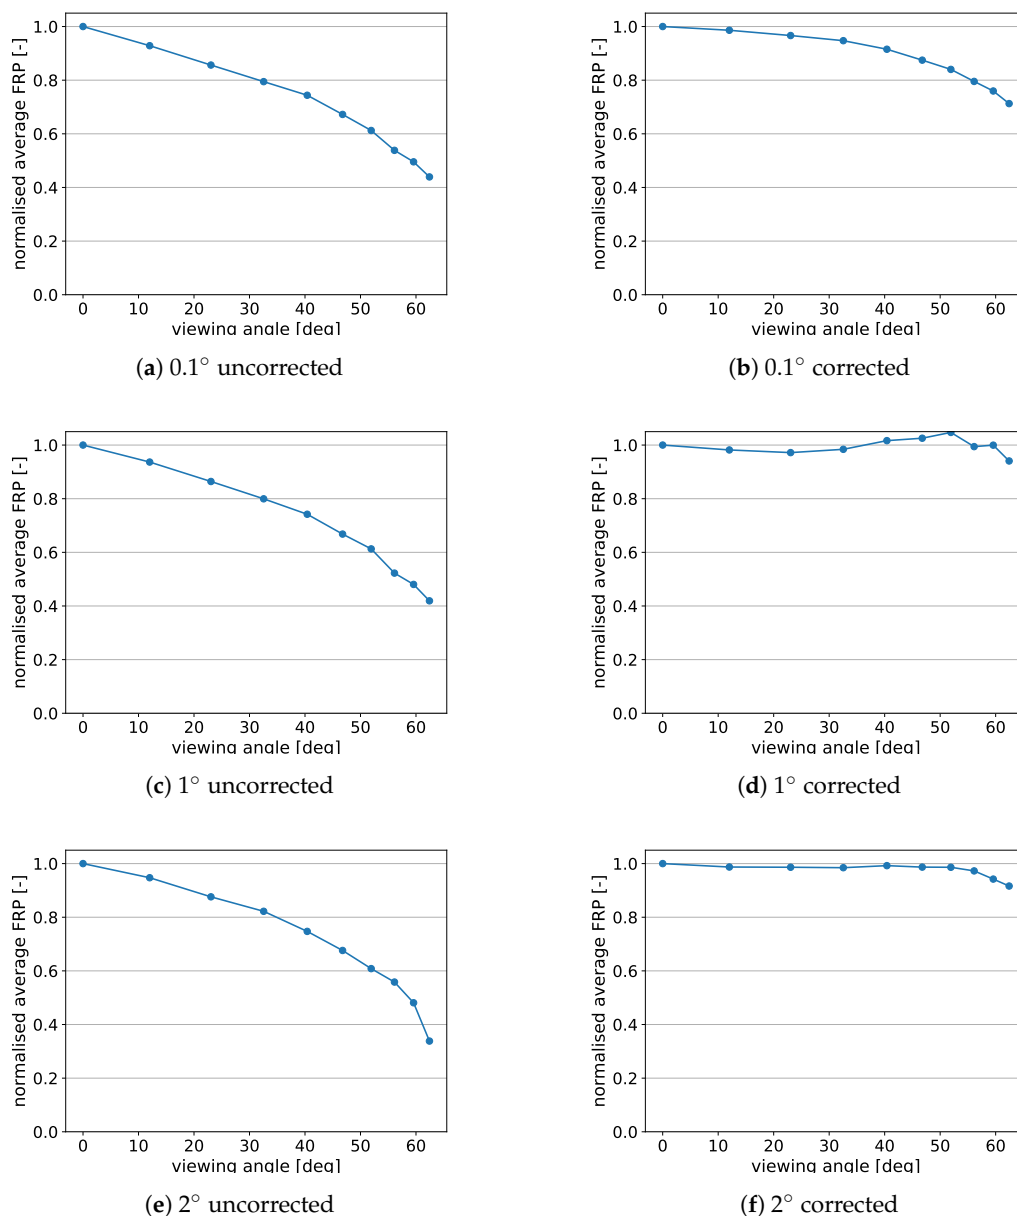 normalised average FRP [-]
1.0
0.8
0.6
0.4
0.2
0.0
0 10 20 30 40 50 60
viewing angle [deg]
(a) 0.1° uncorrected
normalised average FRP [-]
1.0
0.8
0.6
0.4
0.2
0.0
0 10 20 30 40 50 60
viewing angle [deg]
(b) 0.1° corrected
normalised average FRP [-]
1.0
0.8
0.6
0.4
0.2
0.0
0 10 20 30 40 50 60
viewing angle [deg]
(c) 1° uncorrected
normalised average FRP [-]
1.0
0.8
0.6
0.4
0.2
0.0
0 10 20 30 40 50 60
viewing angle [deg]
(d) 1° corrected
normalised average FRP [-]
1.0
0.8
0.6
0.4
0.2
0.0
0 10 20 30 40 50 60
viewing angle [deg]
(e) 2° uncorrected
normalised average FRP [-]
1.0
0.8
0.6
0.4
0.2
0.0
0 10 20 30 40 50 60
viewing angle [deg]
(f) 2° corrected